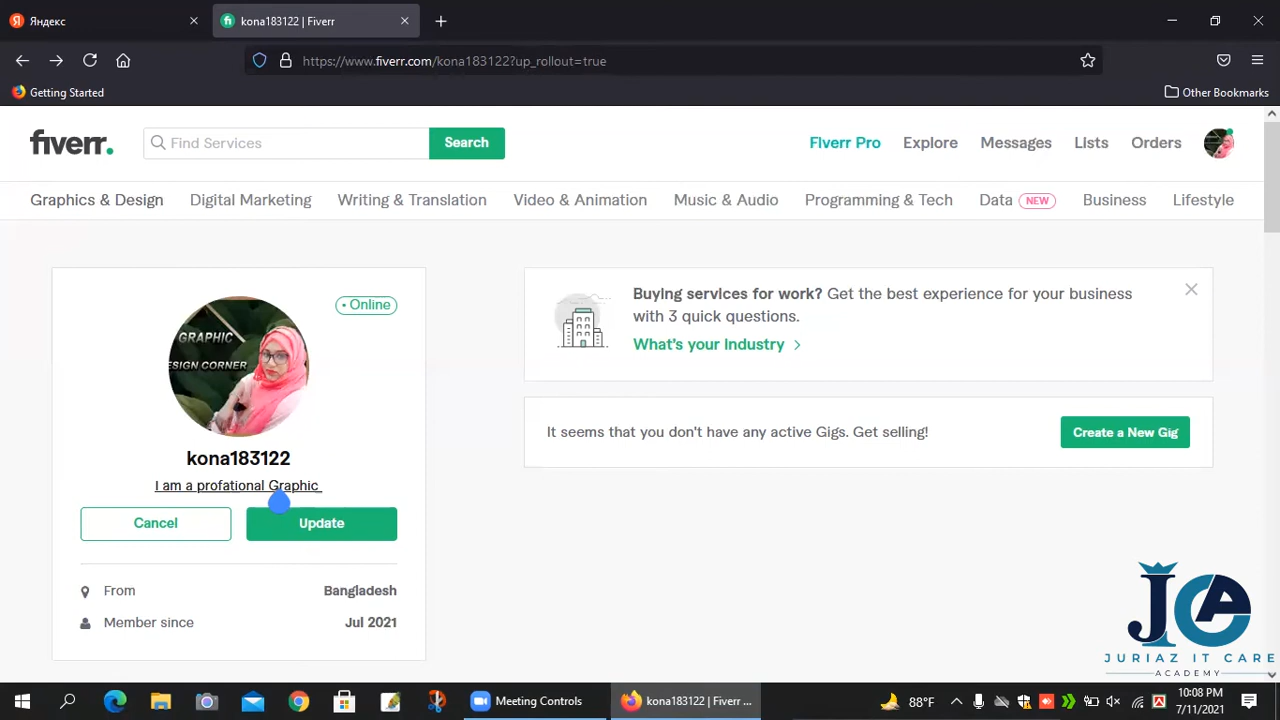 Яндекс
kona183122 | Fiverr
https://www.fiverr.com/kona183122?up_rollout=true
Getting Started
Other Bookmarks
fiverr.
Find Services
Search
Fiverr Pro
Explore
Messages
Lists
Orders
Graphics & Design
Digital Marketing
Writing & Translation
Video & Animation
Music & Audio
Programming & Tech
Data NEW
Business
Lifestyle
• Online
GRAPHIC
ESIGN CORNER
kona183122
I am a profational Graphic
Cancel
Update
From
Bangladesh
Member since
Jul 2021
Buying services for work? Get the best experience for your business
with 3 quick questions.
What's your Industry
It seems that you don't have any active Gigs. Get selling!
Create a New Gig
JCA
JURIAZ IT CARE
ACADEMY
Meeting Controls
kona183122 | Fiverr ...
88°F
10:08 PM
7/11/2021